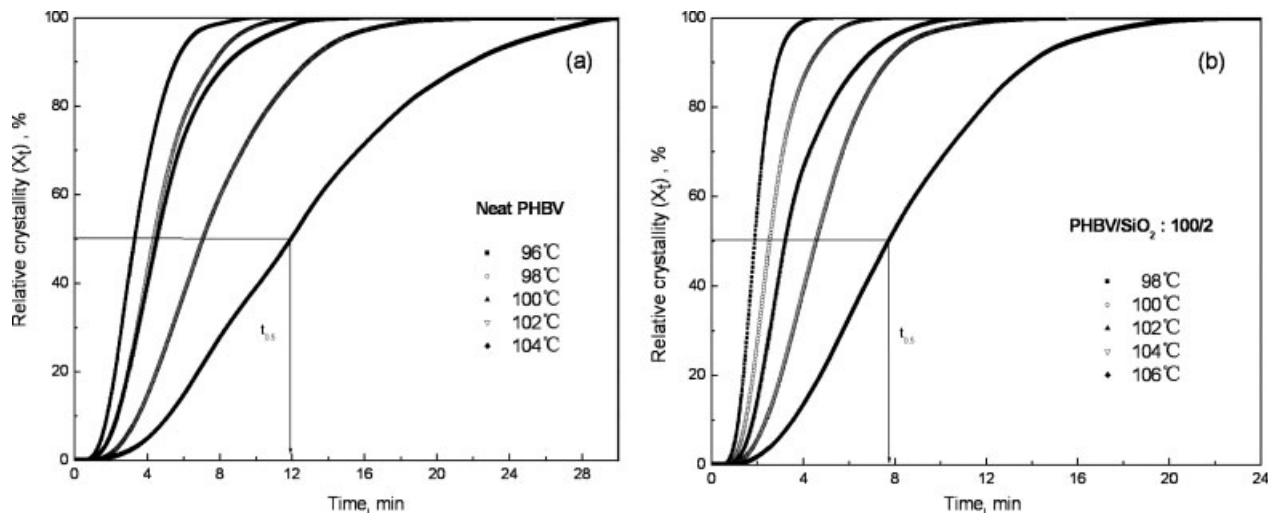 100
80
60
40
20
0
Relative crystallity (Xt) , %
(a)
Neat PHBV
96℃
98℃
100℃
102℃
104℃
t0.5
0 4 8 12 16 20 24 28
Time, min
100
80
60
40
20
0
Relative crystallity (Xt) , %
(b)
PHBV/SiO2 : 100/2
98℃
100℃
102℃
104℃
106℃
t0.5
0 4 8 12 16 20 24
Time, min